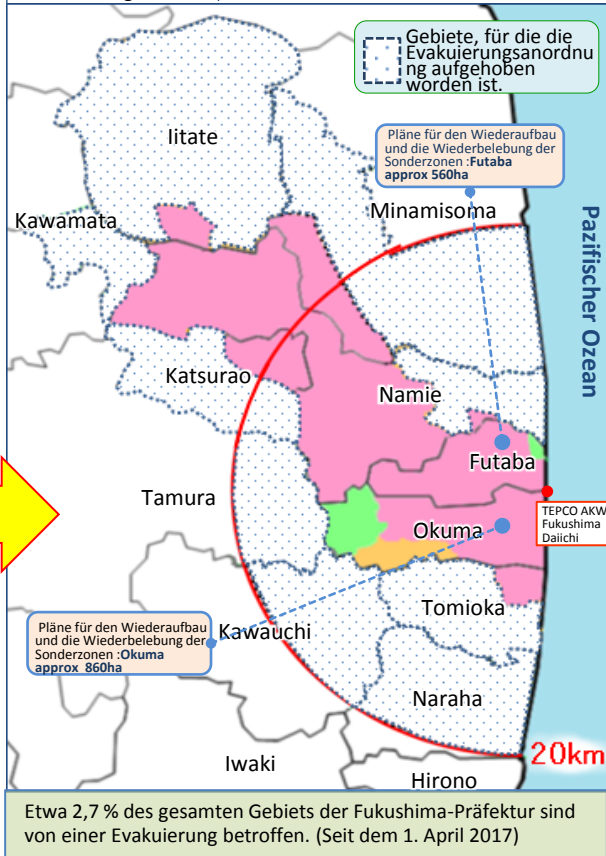 Gebiete, für die die
Evakuierungsanordnu
ng aufgehoben
worden ist.
Pläne für den Wiederaufbau
und die Wiederbelebung der
Sonderzonen :Futaba
approx 560ha
Iitate
Minamisoma
Kawamata
Pazifischer Ozean
Katsurao
Namie
Futaba
Tamura
Okuma
TEPCO AKW
Fukushima
Daiichi
Tomioka
Pläne für den Wiederaufbau
und die Wiederbelebung der
Sonderzonen :Okuma
approx 860ha
Kawauchi
Naraha
20km
Iwaki
Hirono
Etwa 2,7 % des gesamten Gebiets der Fukushima-Präfektur sind
von einer Evakuierung betroffen. (Seit dem 1. April 2017)